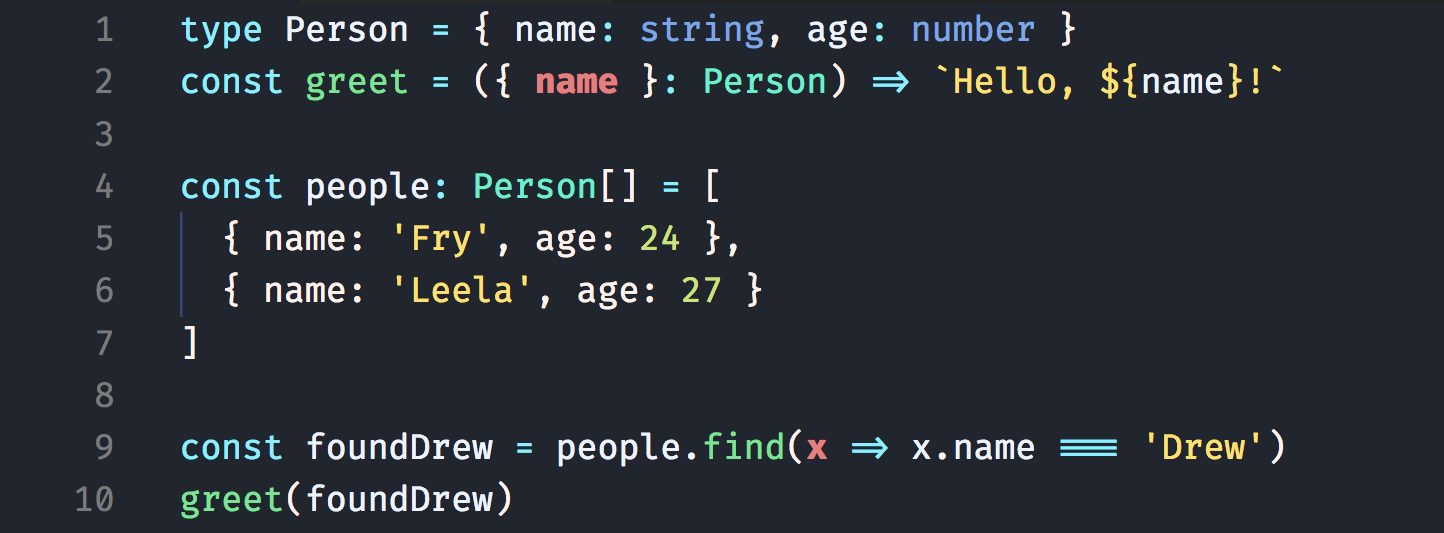 1 type Person = { name: string, age: number }
2 const greet = ({ name }: Person) => `Hello, ${name}!`
3
4 const people: Person[] = [
5 { name: 'Fry', age: 24 },
6 { name: 'Leela', age: 27 }
7 ]
8
9 const foundDrew = people.find(x => x.name === 'Drew')
10 greet(foundDrew)